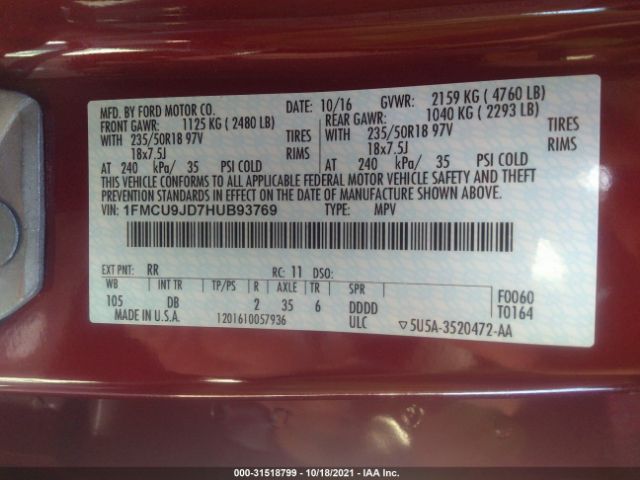 MFD. BY FORD MOTOR CO. DATE: 10/16 GVWR: 2159 KG ( 4760 LB)
FRONT GAWR: 1125 KG ( 2480 LB) REAR GAWR: 1040 KG ( 2293 LB)
WITH 235/50R18 97V TIRES WITH 235/50R18 97V TIRES
18x7.5J RIMS 18x7.5J RIMS
AT 240 kPa/ 35 PSI COLD AT 240 kPa/ 35 PSI COLD
THIS VEHICLE CONFORMS TO ALL APPLICABLE FEDERAL MOTOR VEHICLE SAFETY AND THEFT
PREVENTION STANDARDS IN EFFECT ON THE DATE OF MANUFACTURE SHOWN ABOVE.
VIN: 1FMCU9JD7HUB93769 TYPE: MPV
EXT PNT: RR RC: 11 DSO:
WB INT TR TP/PS R AXLE TR SPR
105 DB 2 35 6 DDDD F0060
MADE IN U.S.A. 1201610057936 ULC ▽5U5A-3520472-AA T0164
000-31518799 - 10/18/2021 - IAA Inc.